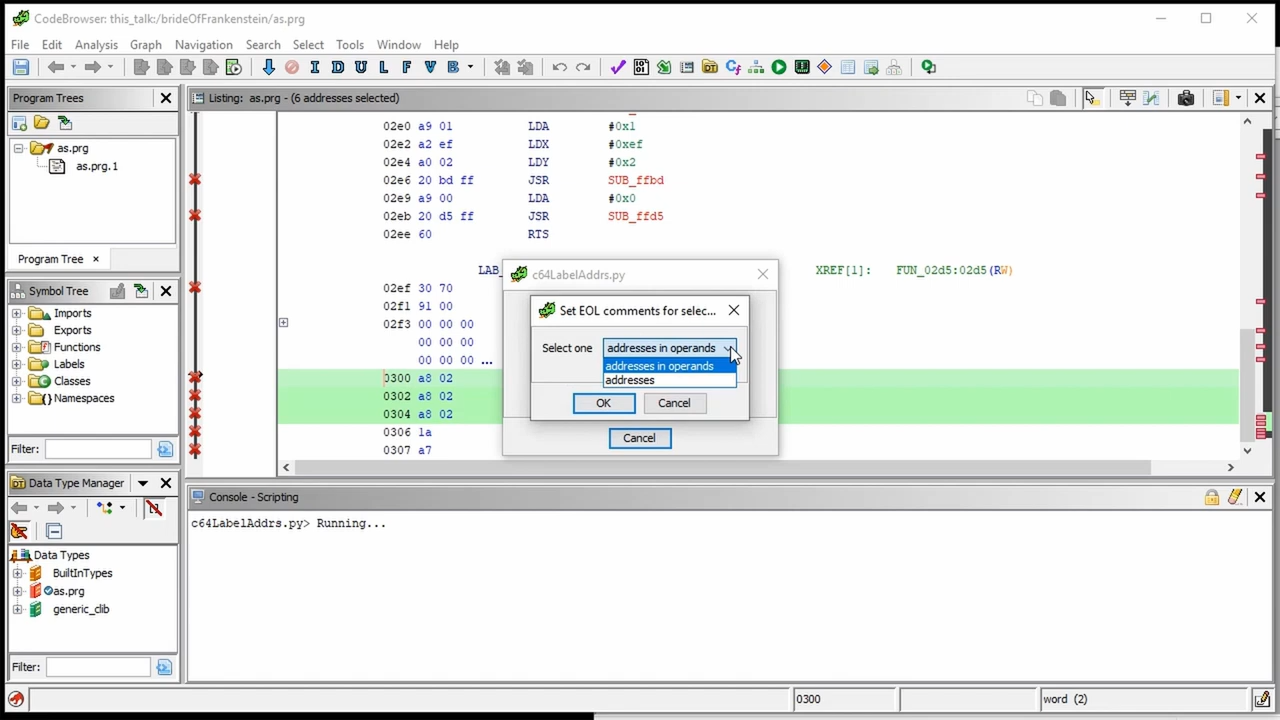 CodeBrowser: this_talk:/brideOfFrankenstein/as.prg
File Edit Analysis Graph Navigation Search Select Tools Window Help
I D U L F V B
Program Trees
as.prg
as.prg.1
Program Tree
Symbol Tree
Imports
Exports
Functions
Labels
Classes
Namespaces
Filter:
Data Type Manager
Data Types
BuiltInTypes
as.prg
generic_clib
Filter:
Listing: as.prg - (6 addresses selected)
02e0 a9 01 LDA #0x1
02e2 a2 ef LDX #0xef
02e4 a0 02 LDY #0x2
02e6 20 bd ff JSR SUB_ffbd
02e9 a9 00 LDA #0x0
02eb 20 d5 ff JSR SUB_ffd5
02ee 60 RTS
LAB_ XREF[1]: FUN_02d5:02d5(RW)
02ef 30 70
02f1 91 00
02f3 00 00 00
00 00 00
00 00 00 ...
0300 a8 02
0302 a8 02
0304 a8 02
0306 1a
0307 a7
c64LabelAddrs.py
Set EOL comments for selec...
Select one addresses in operands
addresses in operands
addresses
OK Cancel
Cancel
Console - Scripting
c64LabelAddrs.py> Running...
0300 word (2)